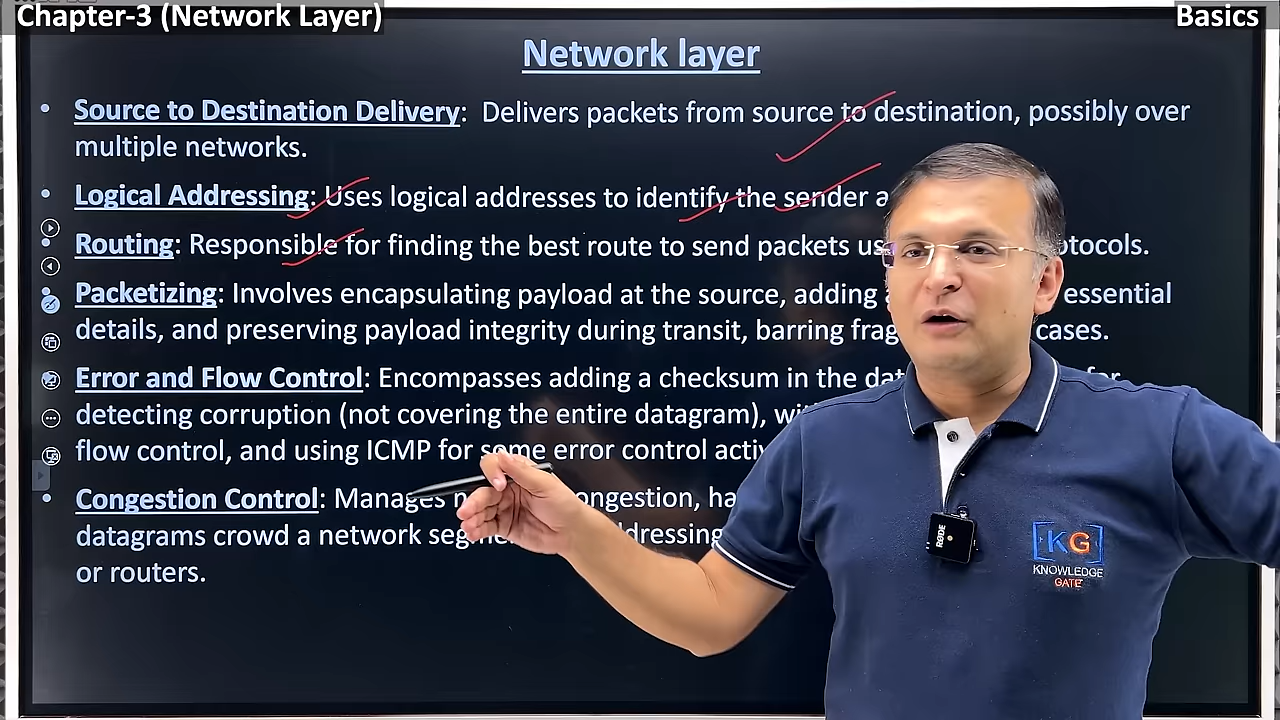 Chapter-3 (Network Layer)
Basics
Network layer
• Source to Destination Delivery: Delivers packets from source to destination, possibly over
multiple networks.
• Logical Addressing: Uses logical addresses to identify the sender a
• Routing: Responsible for finding the best route to send packets us otocols.
• Packetizing: Involves encapsulating payload at the source, adding essential
details, and preserving payload integrity during transit, barring frag cases.
• Error and Flow Control: Encompasses adding a checksum in the dat for
detecting corruption (not covering the entire datagram), wi
flow control, and using ICMP for some error control activ
• Congestion Control: Manages n ongestion, ha
datagrams crowd a network segme dressing
or routers.
RODE
KG
KNOWLEDGE
GATE